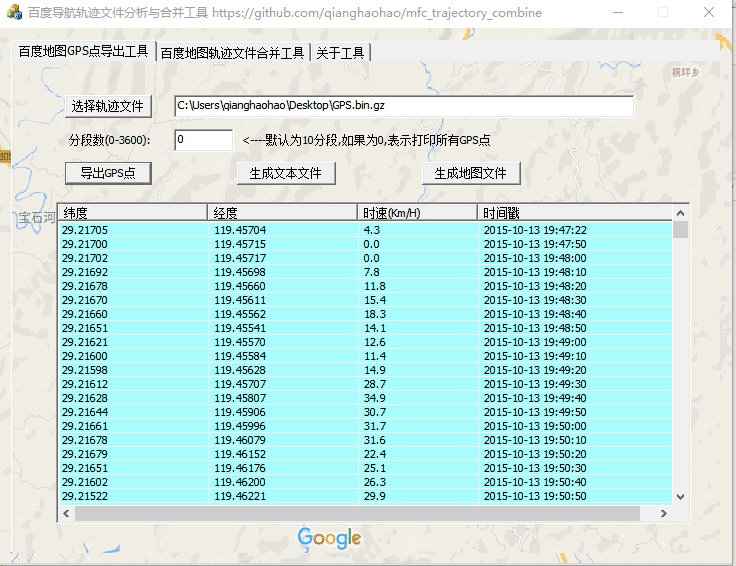 百度导航轨迹文件分析与合并工具 https://github.com/qianghaohao/mfc_trajectory_combine
百度地图GPS点导出工具 百度地图轨迹文件合并工具 关于工具
桐坪乡
选择轨迹文件 C:\Users\qianghaohao\Desktop\GPS.bin.gz
分段数(0-3600): 0 <----默认为10分段,如果为0,表示打印所有GPS点
导出GPS点 生成文本文件 生成地图文件
宝石河
纬度 经度 时速(Km/H) 时间戳
29.21705 119.45704 4.3 2015-10-13 19:47:22
29.21700 119.45715 0.0 2015-10-13 19:47:50
29.21702 119.45717 0.0 2015-10-13 19:48:00
29.21692 119.45698 7.8 2015-10-13 19:48:10
29.21678 119.45660 11.8 2015-10-13 19:48:20
29.21670 119.45611 15.4 2015-10-13 19:48:30
29.21660 119.45562 18.3 2015-10-13 19:48:40
29.21651 119.45541 14.1 2015-10-13 19:48:50
29.21621 119.45570 12.6 2015-10-13 19:49:00
29.21600 119.45584 11.4 2015-10-13 19:49:10
29.21598 119.45628 14.9 2015-10-13 19:49:20
29.21612 119.45707 28.7 2015-10-13 19:49:30
29.21628 119.45807 34.9 2015-10-13 19:49:40
29.21644 119.45906 30.7 2015-10-13 19:49:50
29.21661 119.45996 31.7 2015-10-13 19:50:00
29.21678 119.46079 31.6 2015-10-13 19:50:10
29.21679 119.46152 22.4 2015-10-13 19:50:20
29.21651 119.46176 25.1 2015-10-13 19:50:30
29.21602 119.46200 26.3 2015-10-13 19:50:40
29.21522 119.46221 29.9 2015-10-13 19:50:50
Google